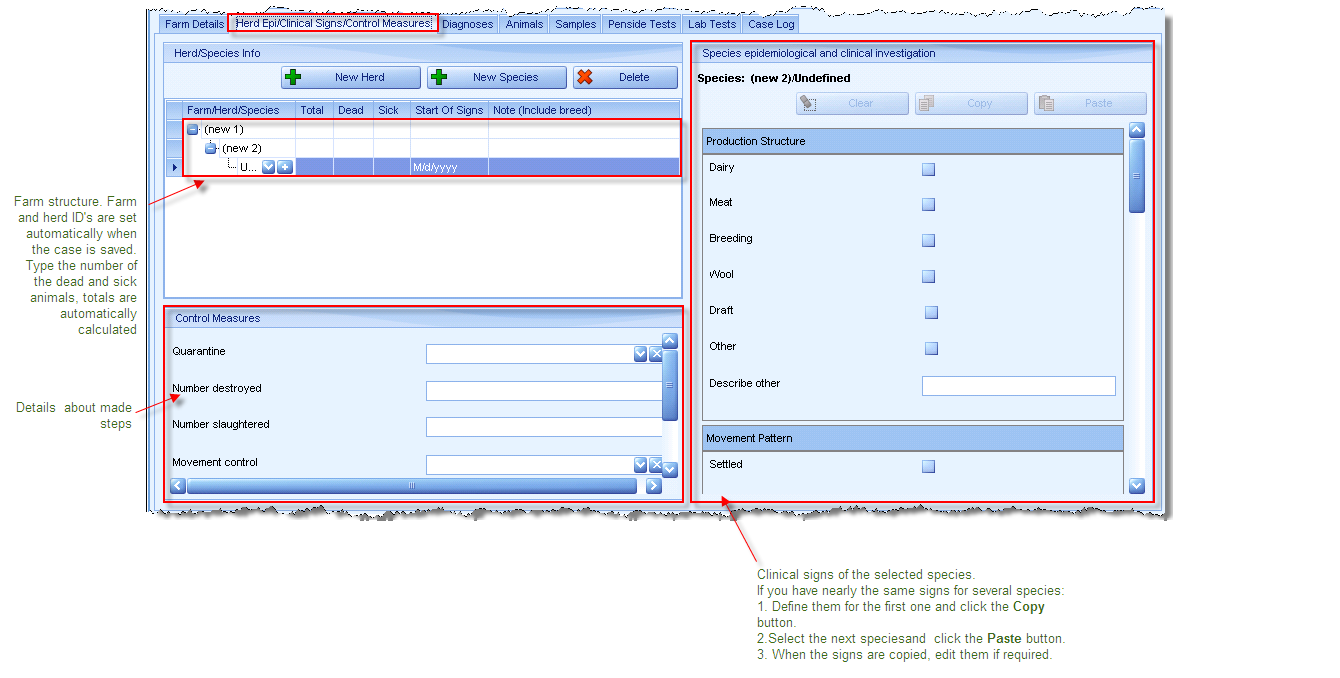 Farm Details Herd Epi/Clinical Signs/Control Measures Diagnoses Animals Samples Penside Tests Lab Tests Case Log
Herd/Species Info
New Herd New Species Delete
Farm/Herd/Species Total Dead Sick Start Of Signs Note (Include breed)
(new 1)
(new 2)
U... M/d/yyyy
Farm structure. Farm
and herd ID's are set
automatically when
the case is saved.
Type the number of
the dead and sick
animals, totals are
automatically
calculated
Control Measures
Quarantine
Number destroyed
Number slaughtered
Movement control
Details about made
steps
Species epidemiological and clinical investigation
Species: (new 2)/Undefined
Clear Copy Paste
Production Structure
Dairy
Meat
Breeding
Wool
Draft
Other
Describe other
Movement Pattern
Settled
Clinical signs of the selected species.
If you have nearly the same signs for several species:
1. Define them for the first one and click the Copy
button.
2.Select the next speciesand click the Paste button.
3. When the signs are copied, edit them if required.